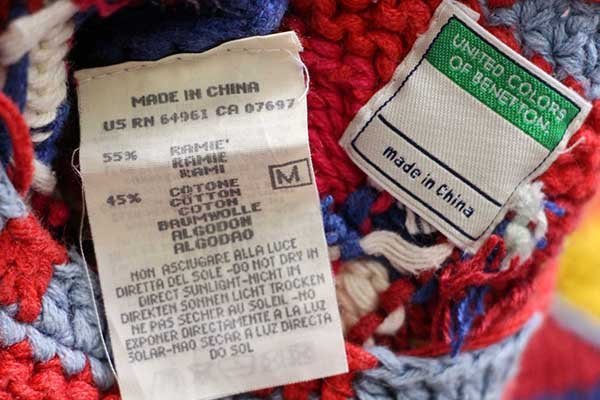 MADE IN CHINA
US RN 64961 CA 07697
55% RAMIE'
RAMIE
RAMI
M
45% COTONE
COTTON
COTON
BAUMWOLLE
ALGODON
ALGODAO
NON ASCIUGARE ALLA LUCE
DIRETTA DEL SOLE -DO NOT DRY IN
DIRECT SUNLIGHT-NICHT IM
DIREKTEN SONNEN LICHT TROCKEN
NE PAS SECHER AU SOLEIL -NO
EXPONER DIRECTAMENTE A LA LUZ
SOLAR-NAO SECAR A LUZ DIRECTA
DO SOL
UNITED COLORS
OF BENETTON.
made in China